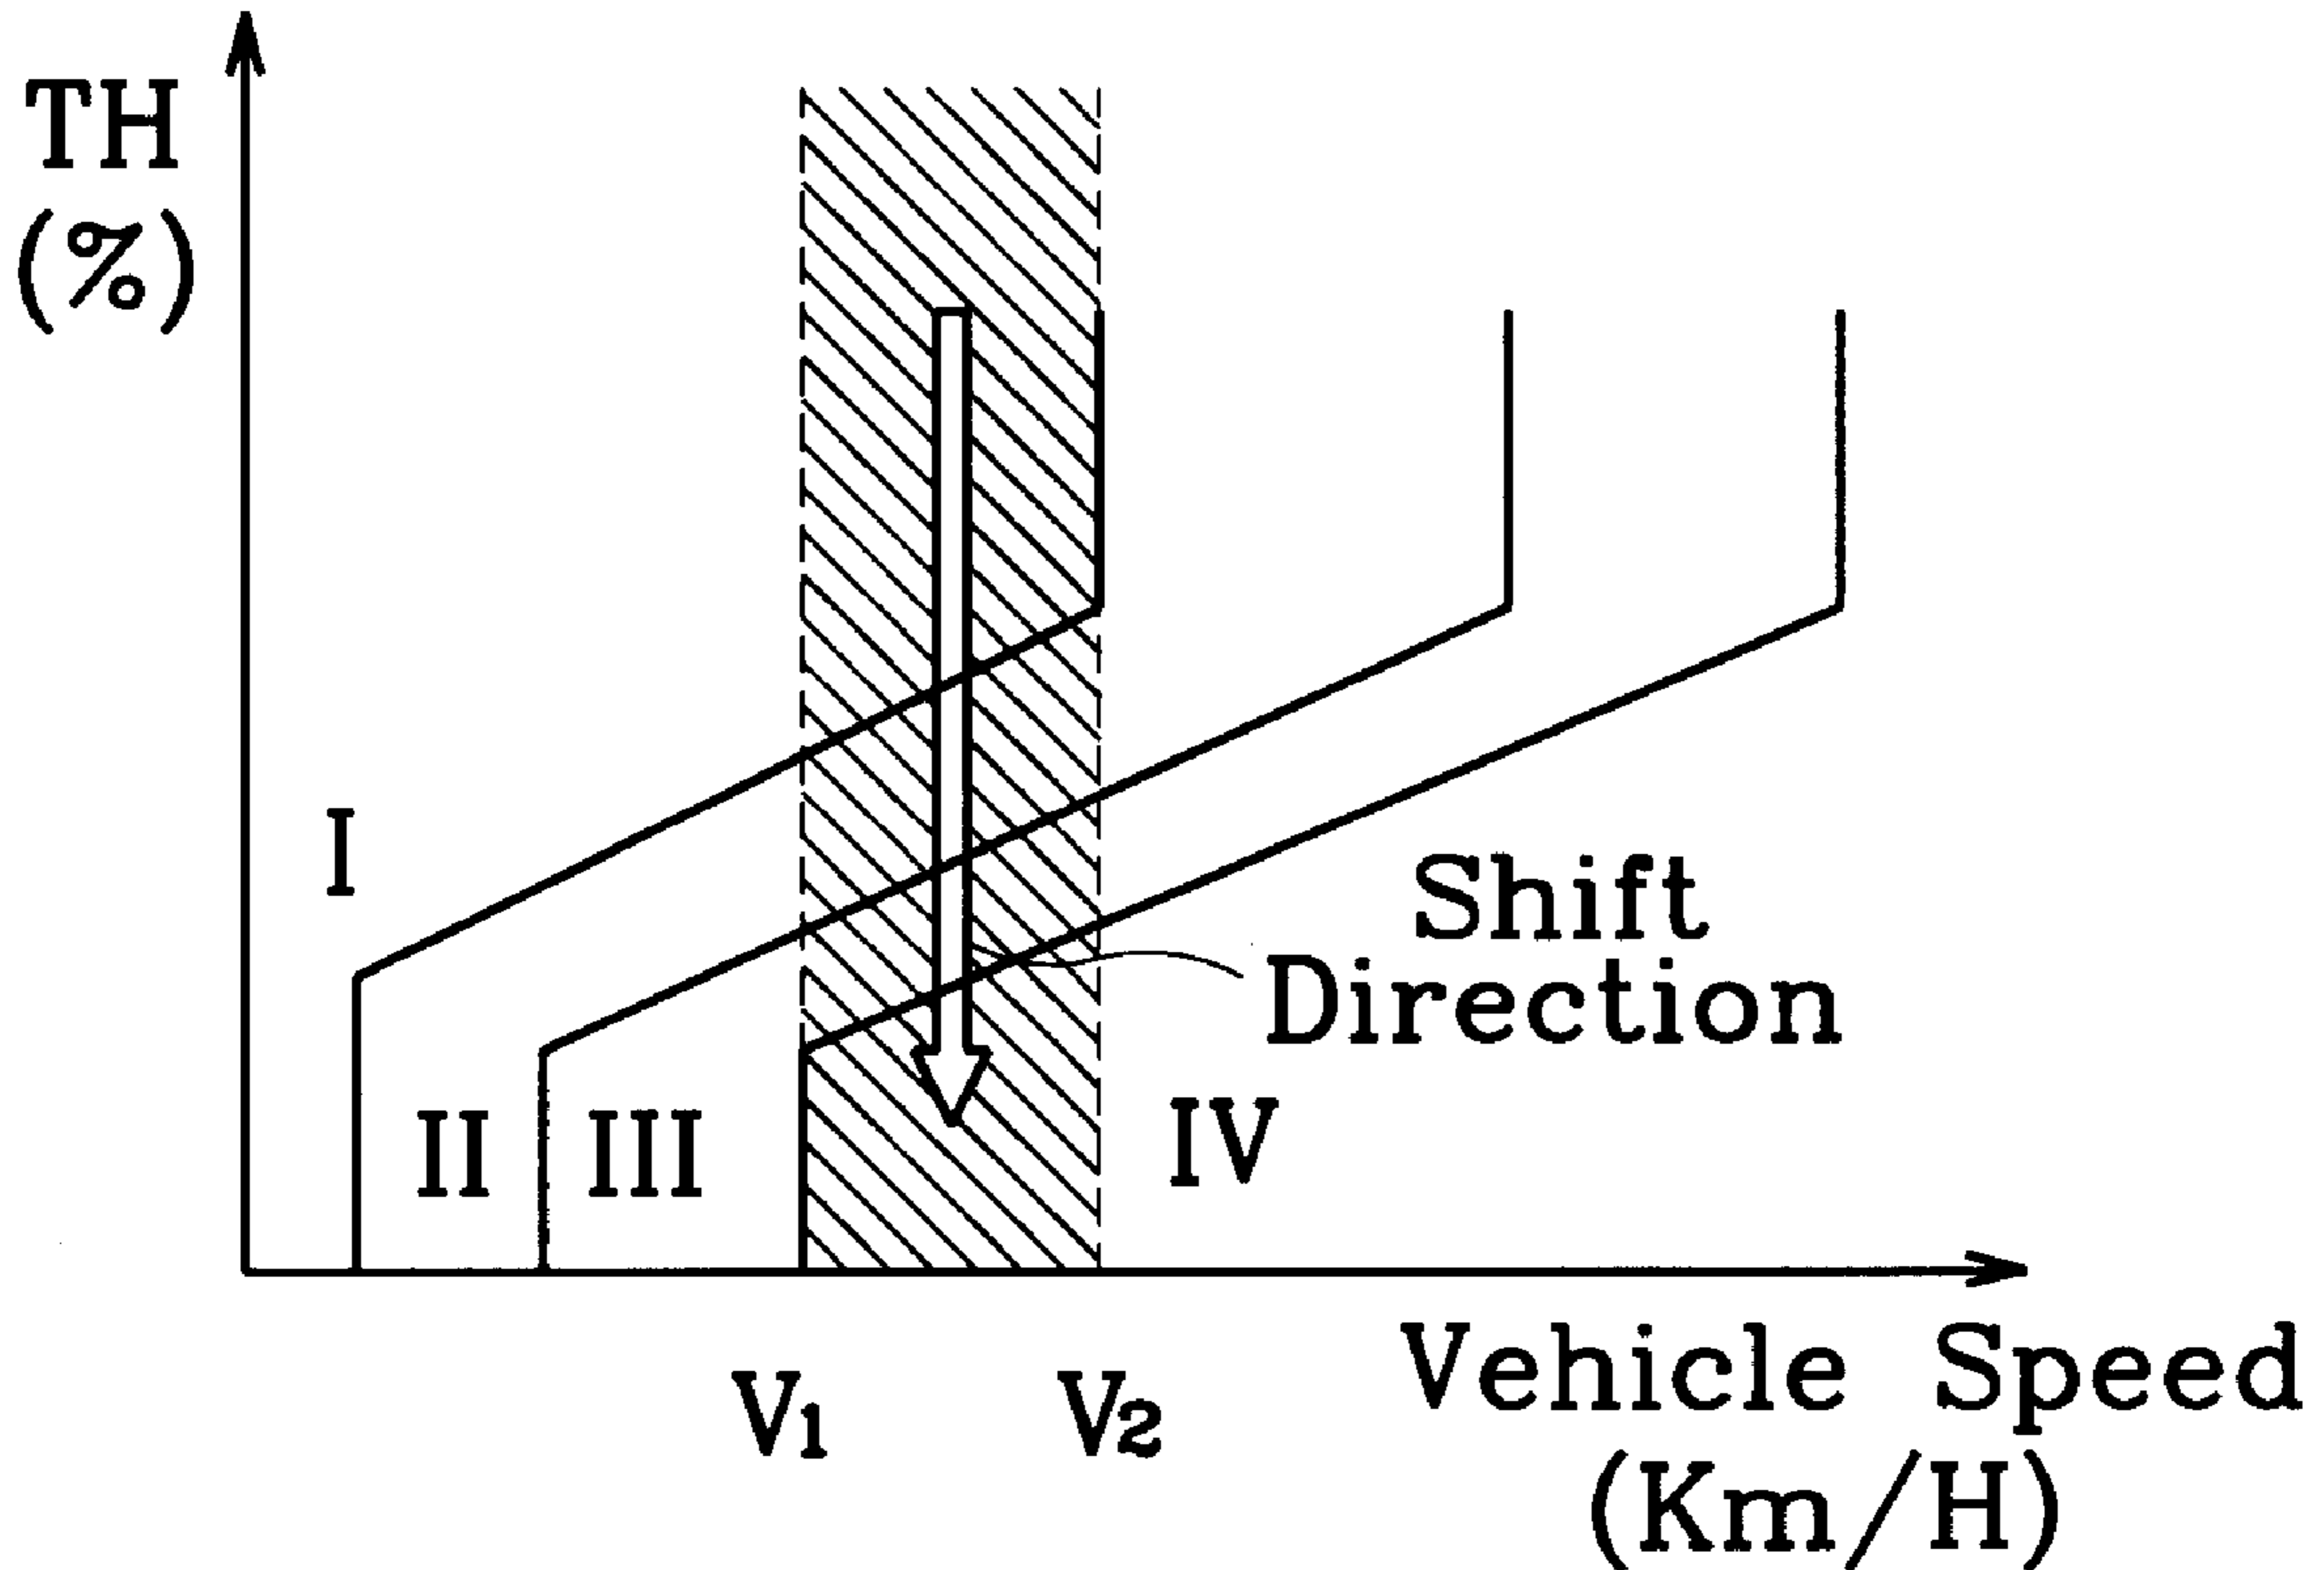 TH
(%)
I
Shift
Direction
II
III
IV
V1
V2
Vehicle Speed
(Km/H)